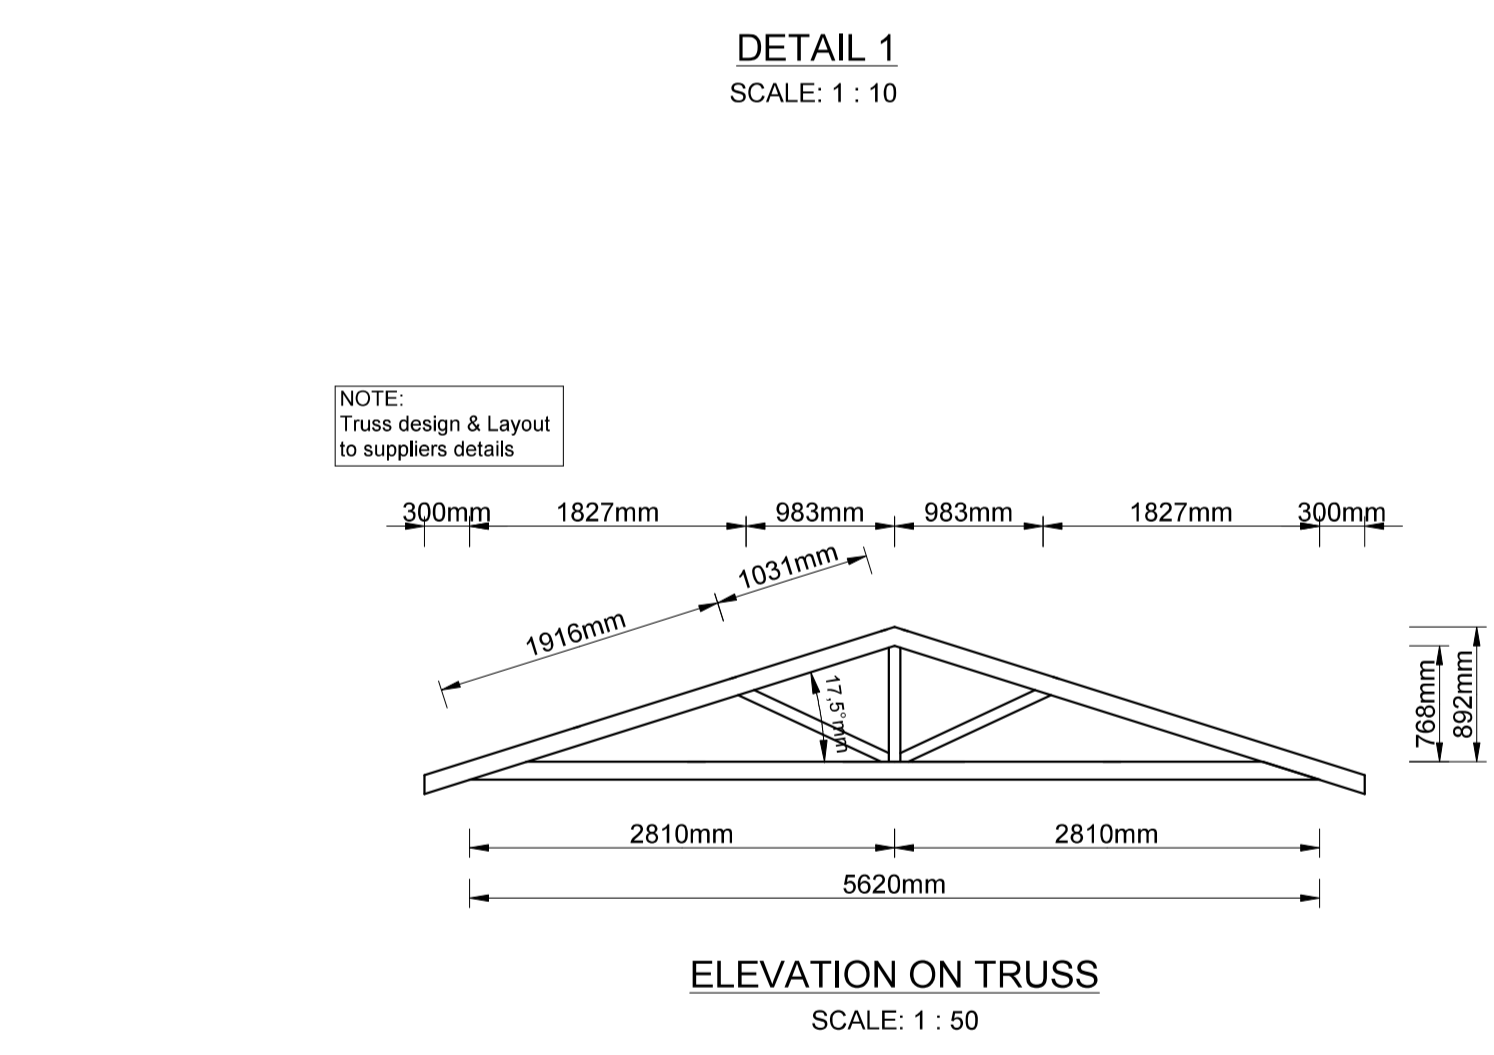 DETAIL 1
SCALE: 1 : 10
NOTE:
Truss design & Layout
to suppliers details
300mm 1827mm 983mm 983mm 1827mm 300mm
1031mm
1916mm
17,5°mm
768mm
892mm
2810mm 2810mm
5620mm
ELEVATION ON TRUSS
SCALE: 1 : 50